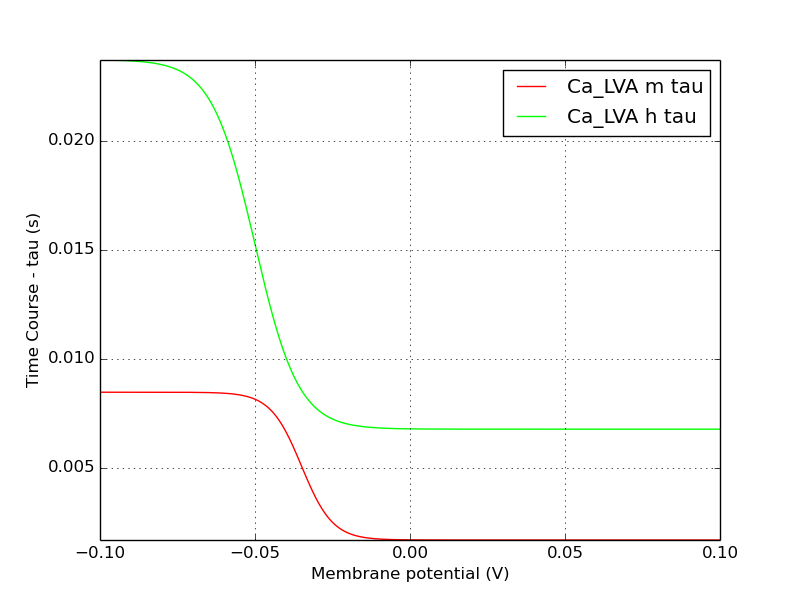 Ca_LVA m tau
Ca_LVA h tau
Time Course - tau (s)
0.020
0.015
0.010
0.005
−0.10 −0.05 0.00 0.05 0.10
Membrane potential (V)